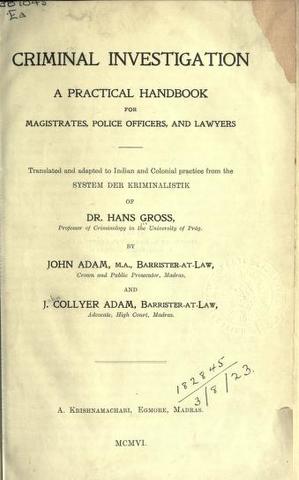 Ea
CRIMINAL INVESTIGATION
A PRACTICAL HANDBOOK
FOR
MAGISTRATES, POLICE OFFICERS, AND LAWYERS
Translated and adapted to Indian and Colonial practice from the
SYSTEM DER KRIMINALISTIK
OF
DR. HANS GROSS,
Professor of Criminology in the University of Prag.
BY
JOHN ADAM, M.A., BARRISTER-AT-LAW,
Crown and Public Prosecutor, Madras,
AND
J. COLLYER ADAM, BARRISTER-AT-LAW,
Advocate, High Court, Madras.
182845
3/8/23.
A. KRISHNAMACHARI, EGMORE, MADRAS.
MCMVI.